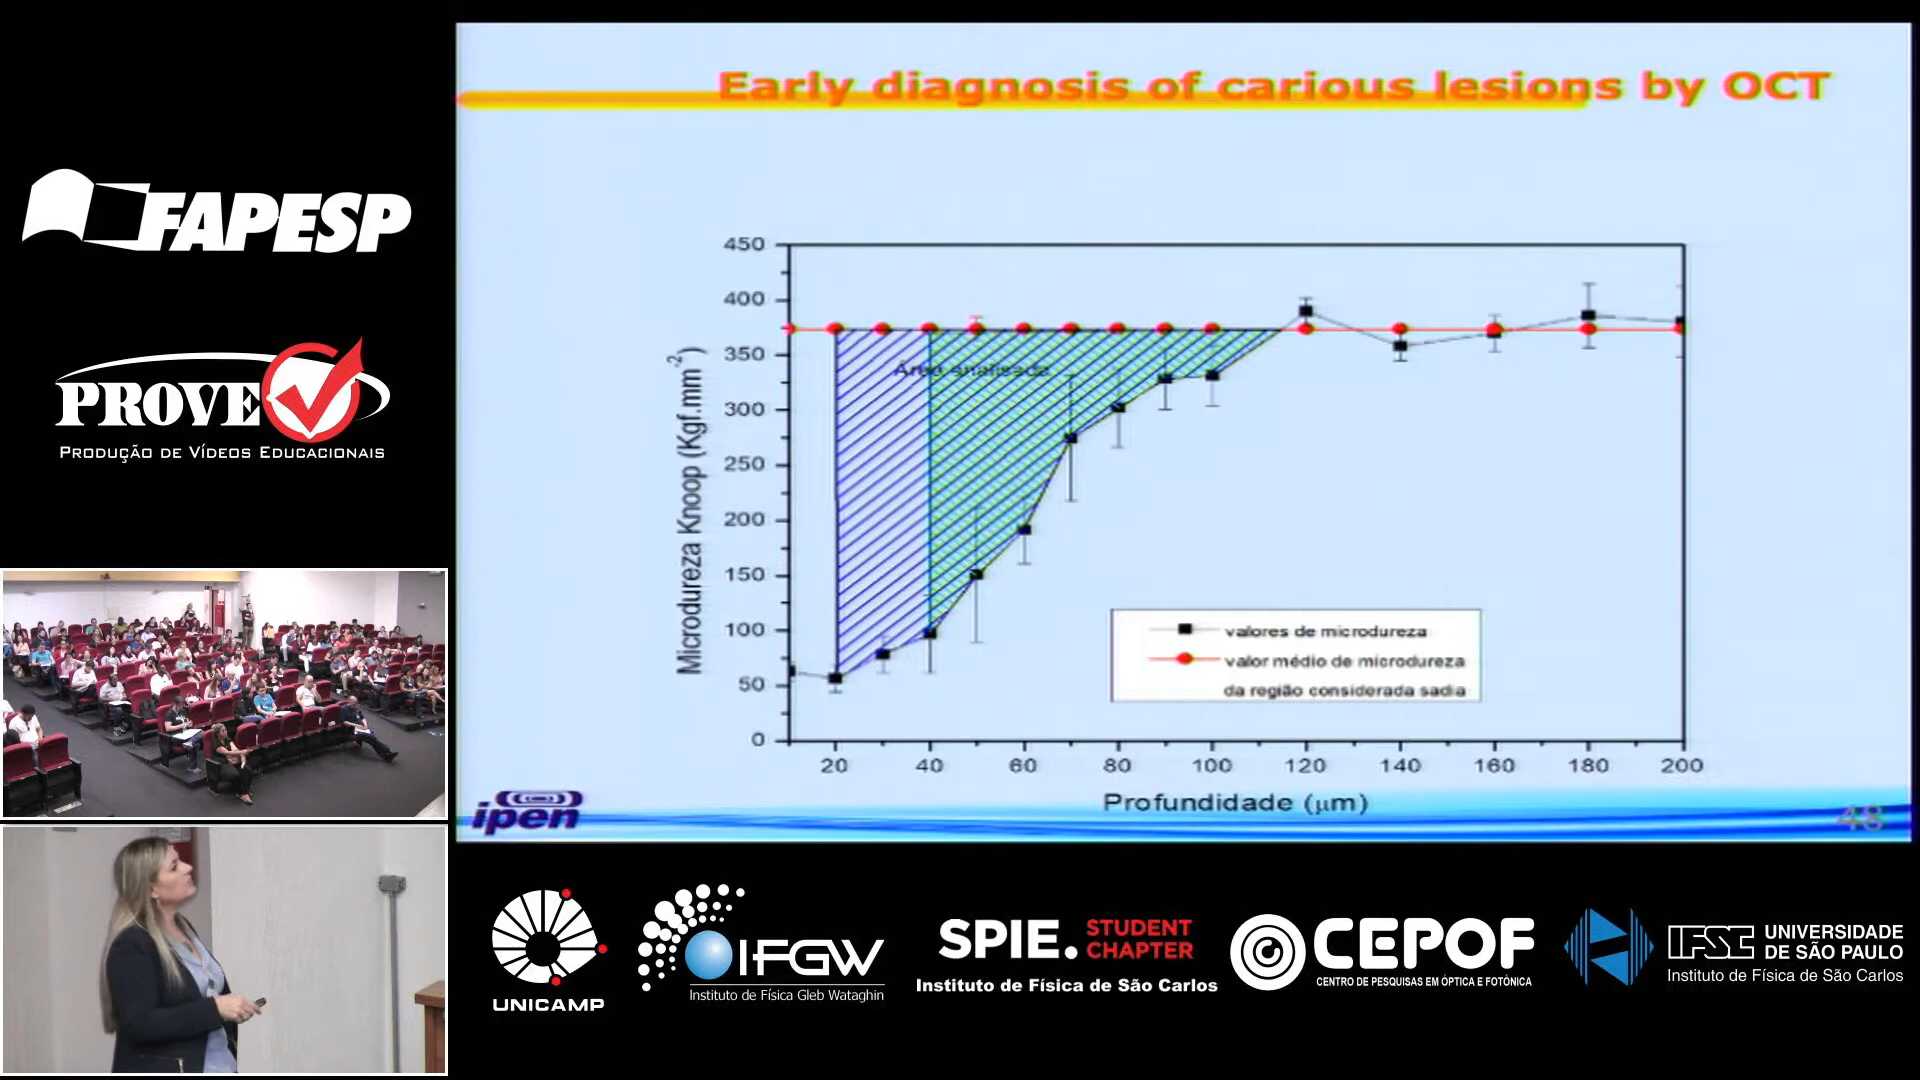 FAPESP
PROVE
PRODUÇÃO DE VÍDEOS EDUCACIONAIS
Early diagnosis of carious lesions by OCT
450
400
350
300
250
200
150
100
50
0
Microdureza Knoop (Kgf.mm-2)
Área analisada
valores de microdureza
valor médio de microdureza
da região considerada sadia
20 40 60 80 100 120 140 160 180 200
Profundidade (μm)
ipen
48
UNICAMP
IFGW
Instituto de Física Gleb Wataghin
SPIE. STUDENT
CHAPTER
Instituto de Física de São Carlos
CEPOF
CENTRO DE PESQUISAS EM ÓPTICA E FOTÔNICA
IFSC UNIVERSIDADE
DE SÃO PAULO
Instituto de Física de São Carlos